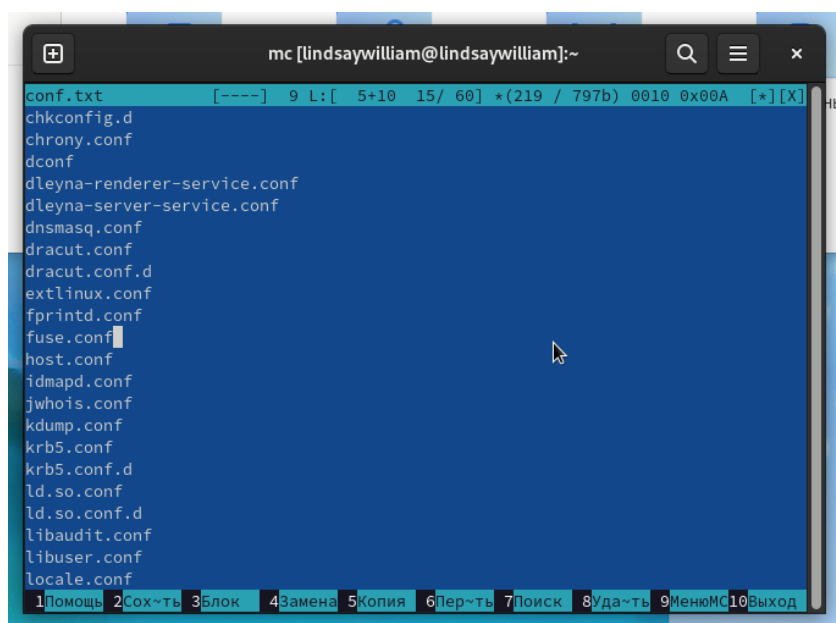 mc [lindsaywilliam@lindsaywilliam]:~
conf.txt [----] 9 L:[ 5+10 15/ 60] *(219 / 797b) 0010 0x00A [*][X]
chkconfig.d
chrony.conf
dconf
dleyna-renderer-service.conf
dleyna-server-service.conf
dnsmasq.conf
dracut.conf
dracut.conf.d
extlinux.conf
fprintd.conf
fuse.conf
host.conf
idmapd.conf
jwhois.conf
kdump.conf
krb5.conf
krb5.conf.d
ld.so.conf
ld.so.conf.d
libaudit.conf
libuser.conf
locale.conf
1Помощь 2Сох~ть 3Блок 4Замена 5Копия 6Пер~ть 7Поиск 8Уда~ть 9МенюMC10Выход